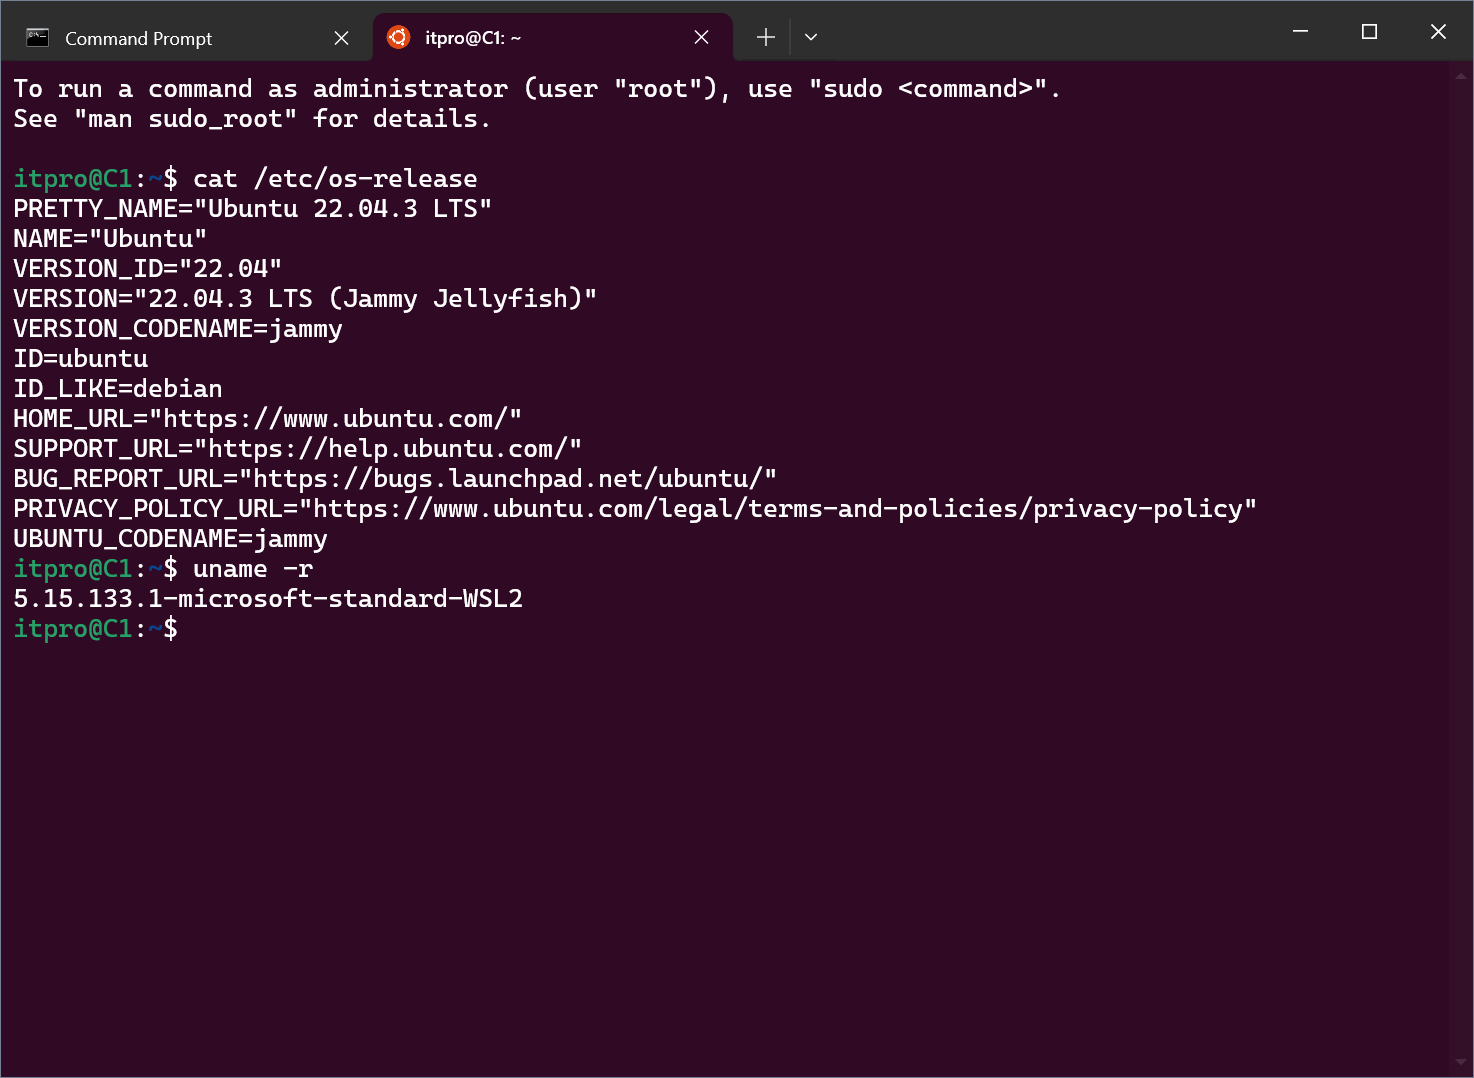 Command Prompt
itpro@C1: ~
To run a command as administrator (user "root"), use "sudo <command>".
See "man sudo_root" for details.
itpro@C1:~$ cat /etc/os-release
PRETTY_NAME="Ubuntu 22.04.3 LTS"
NAME="Ubuntu"
VERSION_ID="22.04"
VERSION="22.04.3 LTS (Jammy Jellyfish)"
VERSION_CODENAME=jammy
ID=ubuntu
ID_LIKE=debian
HOME_URL="https://www.ubuntu.com/"
SUPPORT_URL="https://help.ubuntu.com/"
BUG_REPORT_URL="https://bugs.launchpad.net/ubuntu/"
PRIVACY_POLICY_URL="https://www.ubuntu.com/legal/terms-and-policies/privacy-policy"
UBUNTU_CODENAME=jammy
itpro@C1:~$ uname -r
5.15.133.1-microsoft-standard-WSL2
itpro@C1:~$